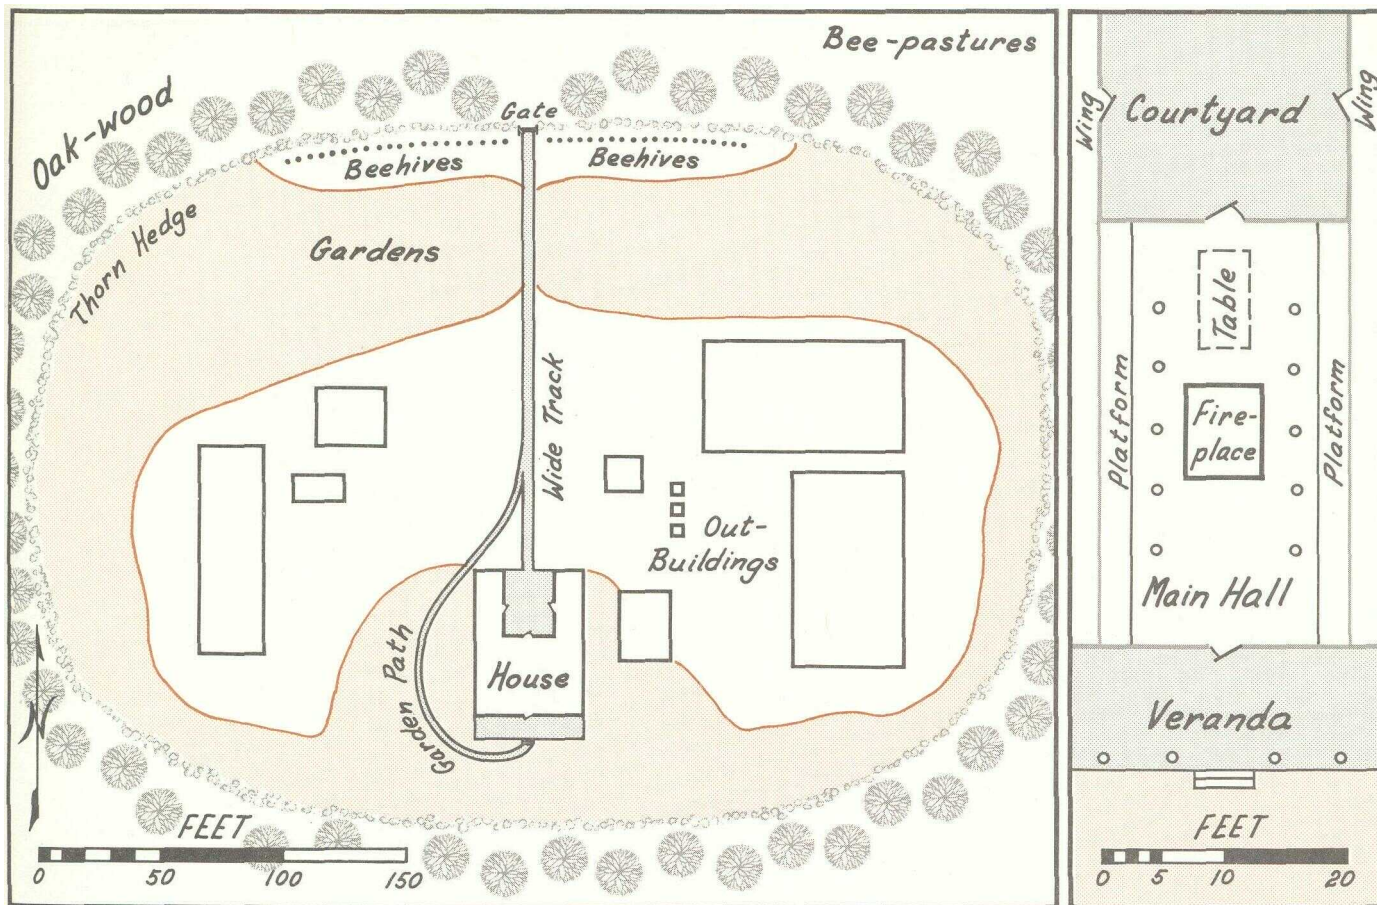 Bee-pastures
Oak-wood
Gate
Beehives
Beehives
Thorn Hedge
Gardens
Wide Track
Out-
Buildings
House
Garden Path
N
FEET
0 50 100 150
Wing
Courtyard
Wing
Table
Platform
Fire-
place
Platform
Main Hall
Veranda
FEET
0 5 10 20